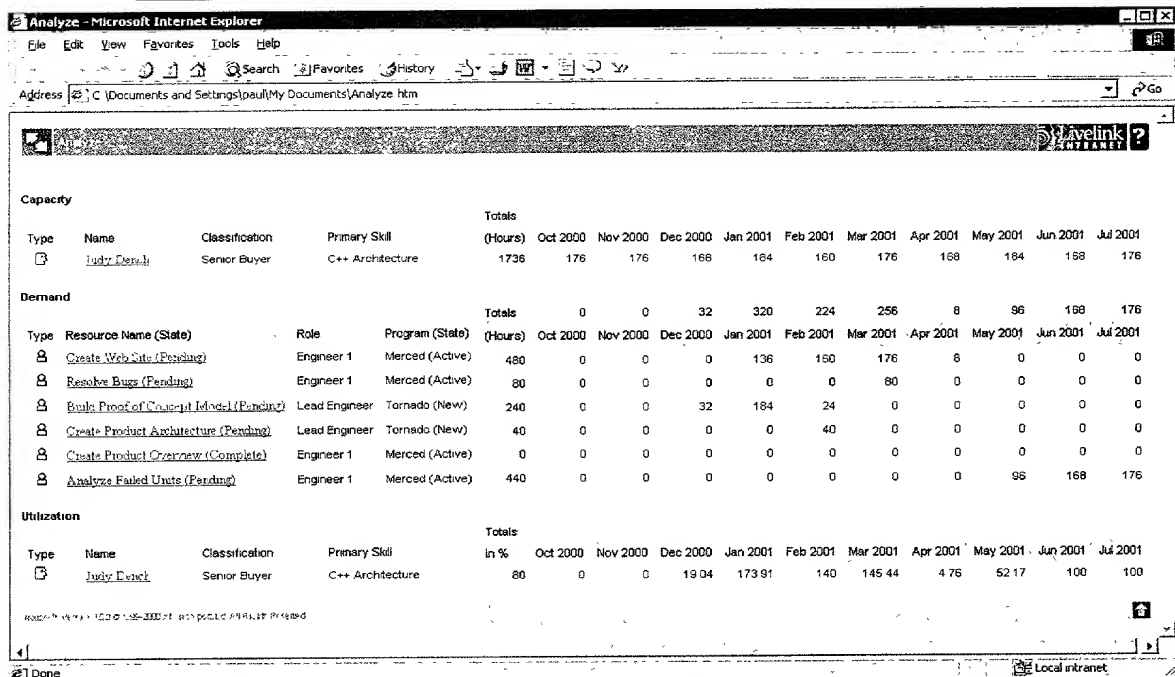 Analyze - Microsoft Internet Explorer
File Edit View Favorites Tools Help
Search Favorites History
Address C \Documents and Settings\paul\My Documents\Analyze htm Go
Livelink ?
INTRANET
Capacity
Totals
Type Name Classification Primary Skill (Hours) Oct 2000 Nov 2000 Dec 2000 Jan 2001 Feb 2001 Mar 2001 Apr 2001 May 2001 Jun 2001 Jul 2001
Judy Dench Senior Buyer C++ Architecture 1736 176 176 168 184 160 176 168 184 168 176
Demand
Totals 0 0 32 320 224 256 8 96 168 176
Type Resource Name (State) Role Program (State) (Hours) Oct 2000 Nov 2000 Dec 2000 Jan 2001 Feb 2001 Mar 2001 Apr 2001 May 2001 Jun 2001 Jul 2001
Create Web Site (Pending) Engineer 1 Merced (Active) 480 0 0 0 136 160 176 8 0 0 0
Resolve Bugs (Pending) Engineer 1 Merced (Active) 80 0 0 0 0 0 80 0 0 0 0
Build Proof of Concept Model (Pending) Lead Engineer Tornado (New) 240 0 0 32 184 24 0 0 0 0 0
Create Product Architecture (Pending) Lead Engineer Tornado (New) 40 0 0 0 0 40 0 0 0 0 0
Create Product Overview (Complete) Engineer 1 Merced (Active) 0 0 0 0 0 0 0 0 0 0 0
Analyze Failed Units (Pending) Engineer 1 Merced (Active) 440 0 0 0 0 0 0 0 96 168 176
Utilization
Totals
Type Name Classification Primary Skill in % Oct 2000 Nov 2000 Dec 2000 Jan 2001 Feb 2001 Mar 2001 Apr 2001 May 2001 Jun 2001 Jul 2001
Judy Dench Senior Buyer C++ Architecture 80 0 0 19 04 173 91 140 145 44 4 76 52 17 100 100
Done Local intranet